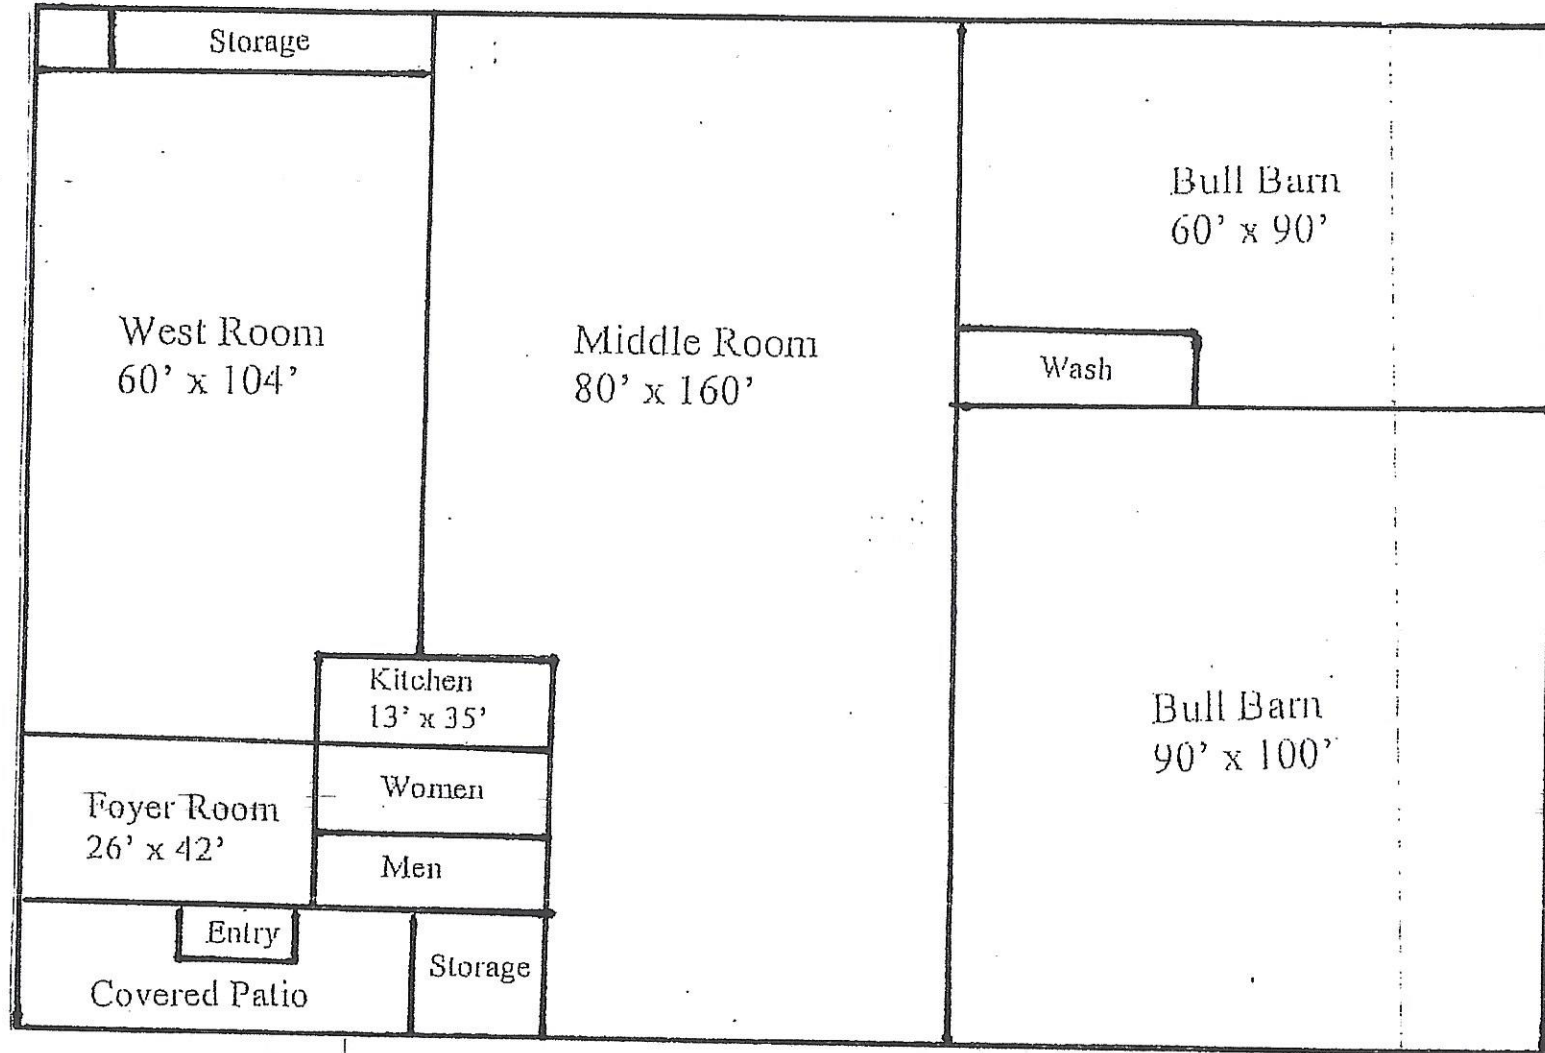 Storage
Bull Barn
60’ x 90’
West Room
60’ x 104’
Middle Room
80’ x 160’
Wash
Kitchen
13’ x 35’
Bull Barn
90’ x 100’
Women
Foyer Room
26’ x 42’
Men
Entry
Storage
Covered Patio